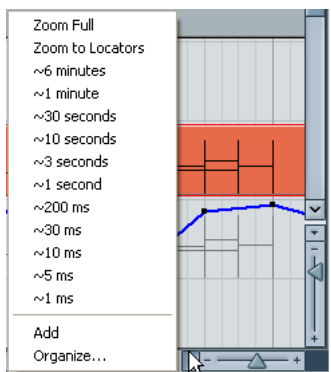 Zoom Full
Zoom to Locators
~6 minutes
~1 minute
~30 seconds
~10 seconds
~3 seconds
~1 second
~200 ms
~30 ms
~10 ms
~5 ms
~1 ms
Add
Organize...